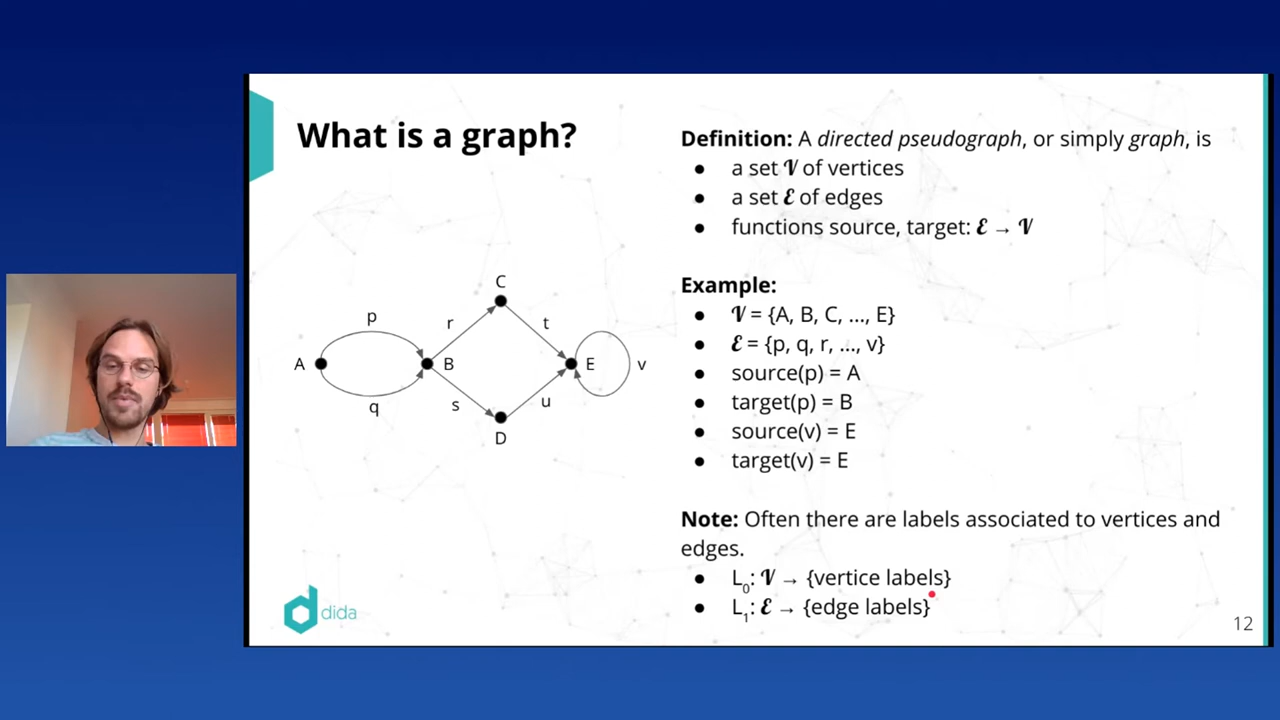 What is a graph?
C
p
r
t
A
B
E
v
q
s
u
D
dida
Definition: A directed pseudograph, or simply graph, is
● a set 𝓥 of vertices
● a set 𝓔 of edges
● functions source, target: 𝓔 → 𝓥
Example:
● 𝓥 = {A, B, C, ..., E}
● 𝓔 = {p, q, r, ..., v}
● source(p) = A
● target(p) = B
● source(v) = E
● target(v) = E
Note: Often there are labels associated to vertices and
edges.
● L₀: 𝓥 → {vertice labels}
● L₁: 𝓔 → {edge labels}
12